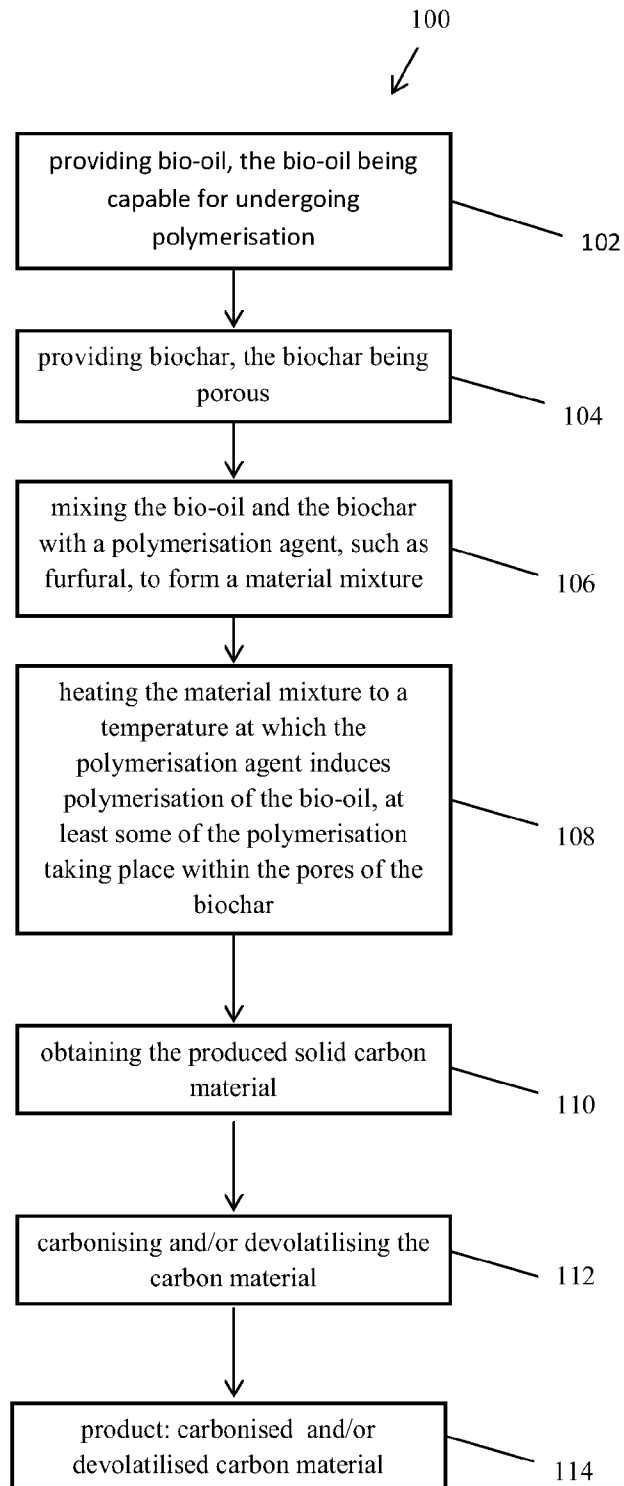 100
providing bio-oil, the bio-oil being
capable for undergoing
polymerisation
102
providing biochar, the biochar being
porous
104
mixing the bio-oil and the biochar
with a polymerisation agent, such as
furfural, to form a material mixture
106
heating the material mixture to a
temperature at which the
polymerisation agent induces
polymerisation of the bio-oil, at
least some of the polymerisation
taking place within the pores of the
biochar
108
obtaining the produced solid carbon
material
110
carbonising and/or devolatilising the
carbon material
112
product: carbonised and/or
devolatilised carbon material
114